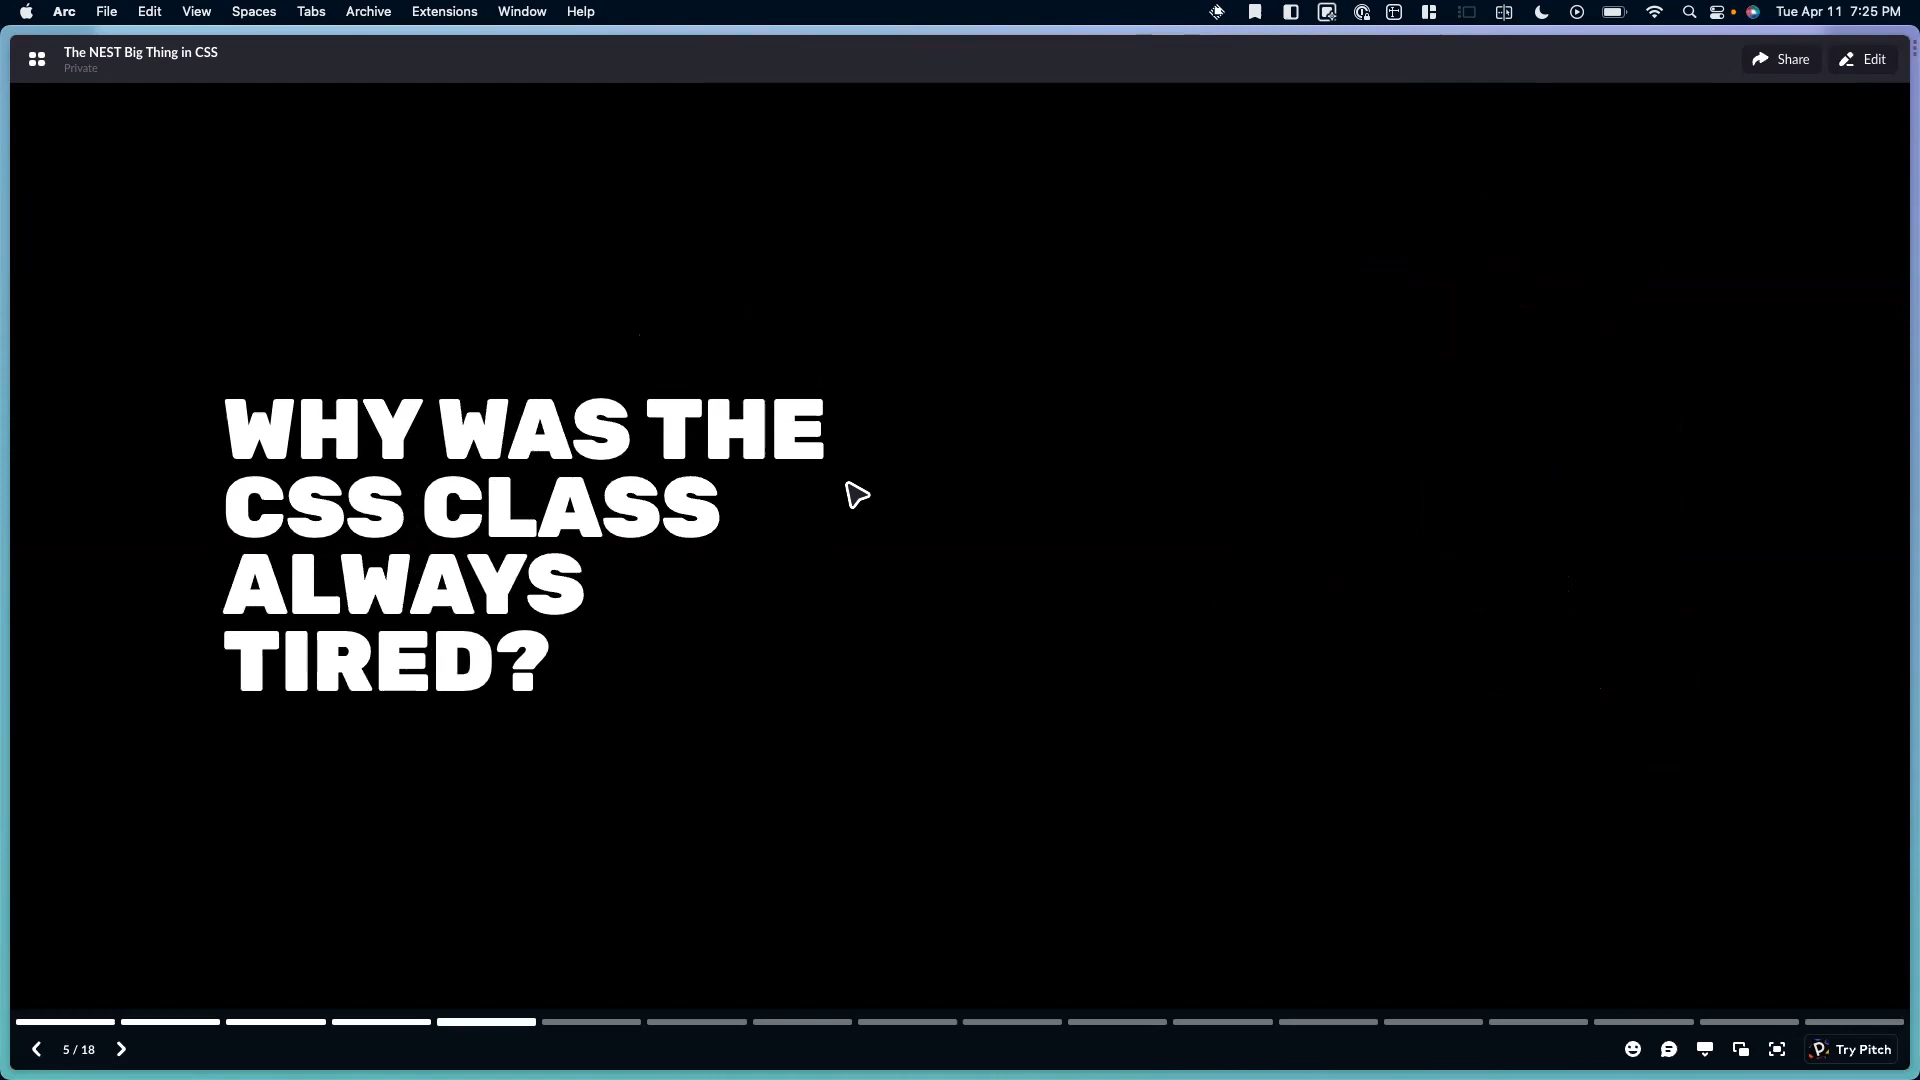 Arc File Edit View Spaces Tabs Archive Extensions Window Help Tue Apr 11 7:25 PM
The NEST Big Thing in CSS
Private
Share Edit
WHY WAS THE
CSS CLASS
ALWAYS
TIRED?
5 / 18
Try Pitch